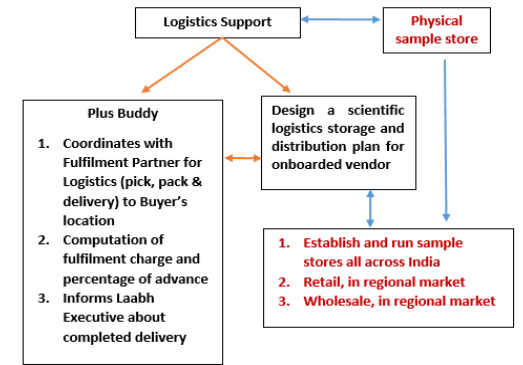 Logistics Support
Physical
sample store
Plus Buddy
1. Coordinates with
Fulfilment Partner for
Logistics (pick, pack &
delivery) to Buyer's
location
2. Computation of
fulfilment charge and
percentage of advance
3. Informs Laabh
Executive about
completed delivery
Design a scientific
logistics storage and
distribution plan for
onboarded vendor
1. Establish and run sample
stores all across India
2. Retail, in regional market
3. Wholesale, in regional market